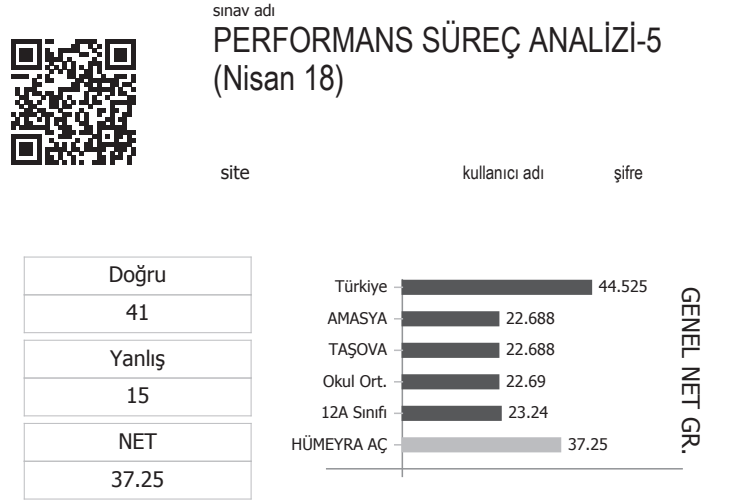 sınav adı
PERFORMANS SÜREÇ ANALİZİ-5
(Nisan 18)
site kullanıcı adı şifre
Doğru
41
Yanlış
15
NET
37.25
Türkiye 44.525
AMASYA 22.688
TAŞOVA 22.688
Okul Ort. 22.69
12A Sınıfı 23.24
HÜMEYRA AÇ 37.25
GENEL NET GR.